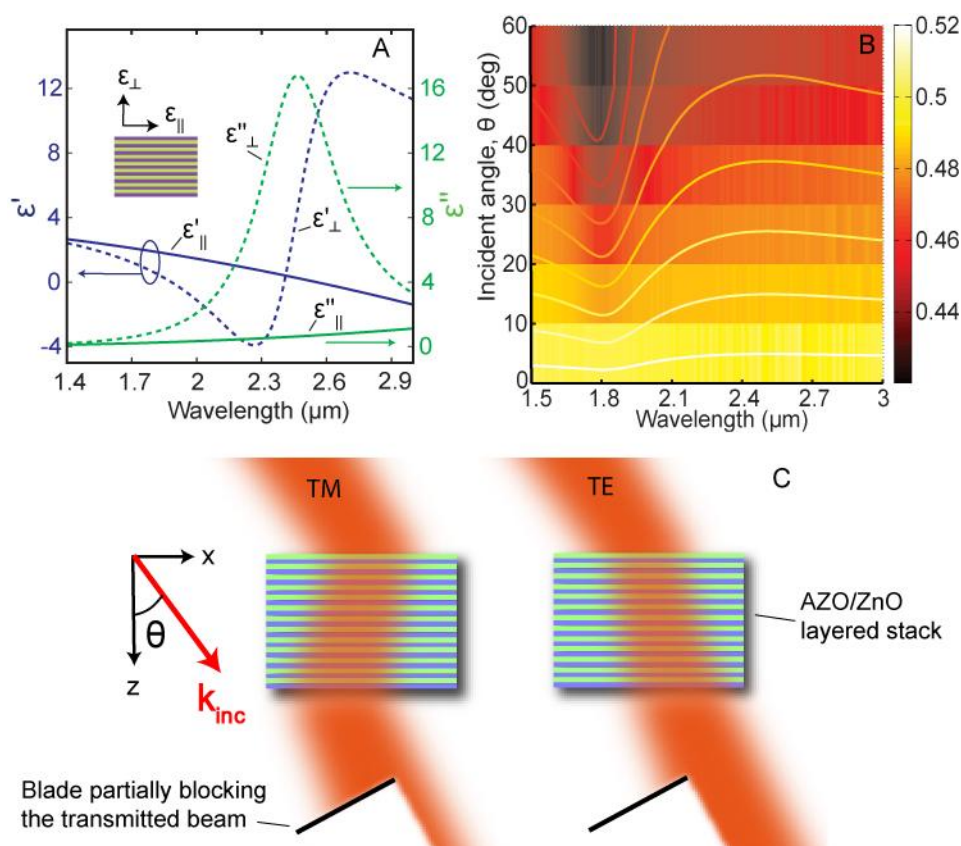 A
12
8
4
0
-4
ε'
1.4
1.7
2
2.3
2.6
2.9
Wavelength (µm)
16
12
8
4
0
ε''
ε⊥
ε||
ε''⊥
ε'||
ε'⊥
ε''||
B
Incident angle, θ (deg)
60
50
40
30
20
10
0
1.5
1.8
2.1
2.4
2.7
3
Wavelength (µm)
0.52
0.5
0.48
0.46
0.44
C
TM
TE
x
θ
z
k inc
AZO/ZnO
layered stack
Blade partially blocking
the transmitted beam